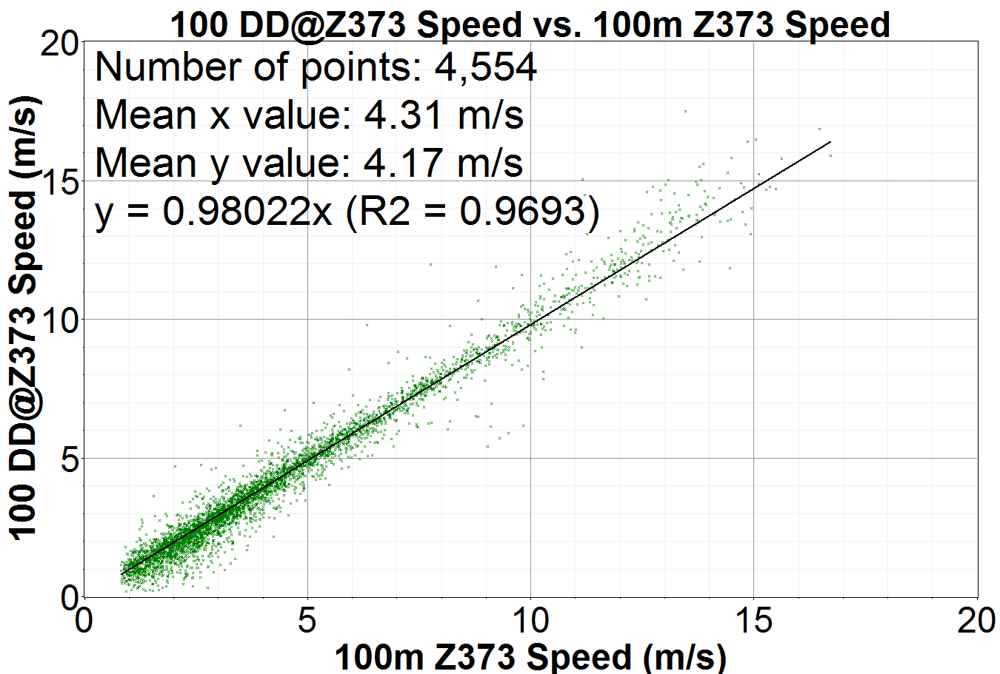 100 DD@Z373 Speed vs. 100m Z373 Speed
Number of points: 4,554
Mean x value: 4.31 m/s
Mean y value: 4.17 m/s
y = 0.98022x (R2 = 0.9693)
100 DD@Z373 Speed (m/s)
20
15
10
5
0
0 5 10 15 20
100m Z373 Speed (m/s)